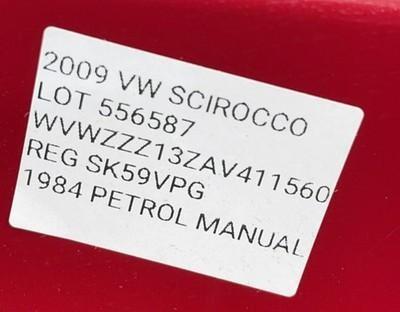 2009 VW SCIROCCO
LOT 556587
WVWZZZ13ZAV411560
REG SK59VPG
1984 PETROL MANUAL